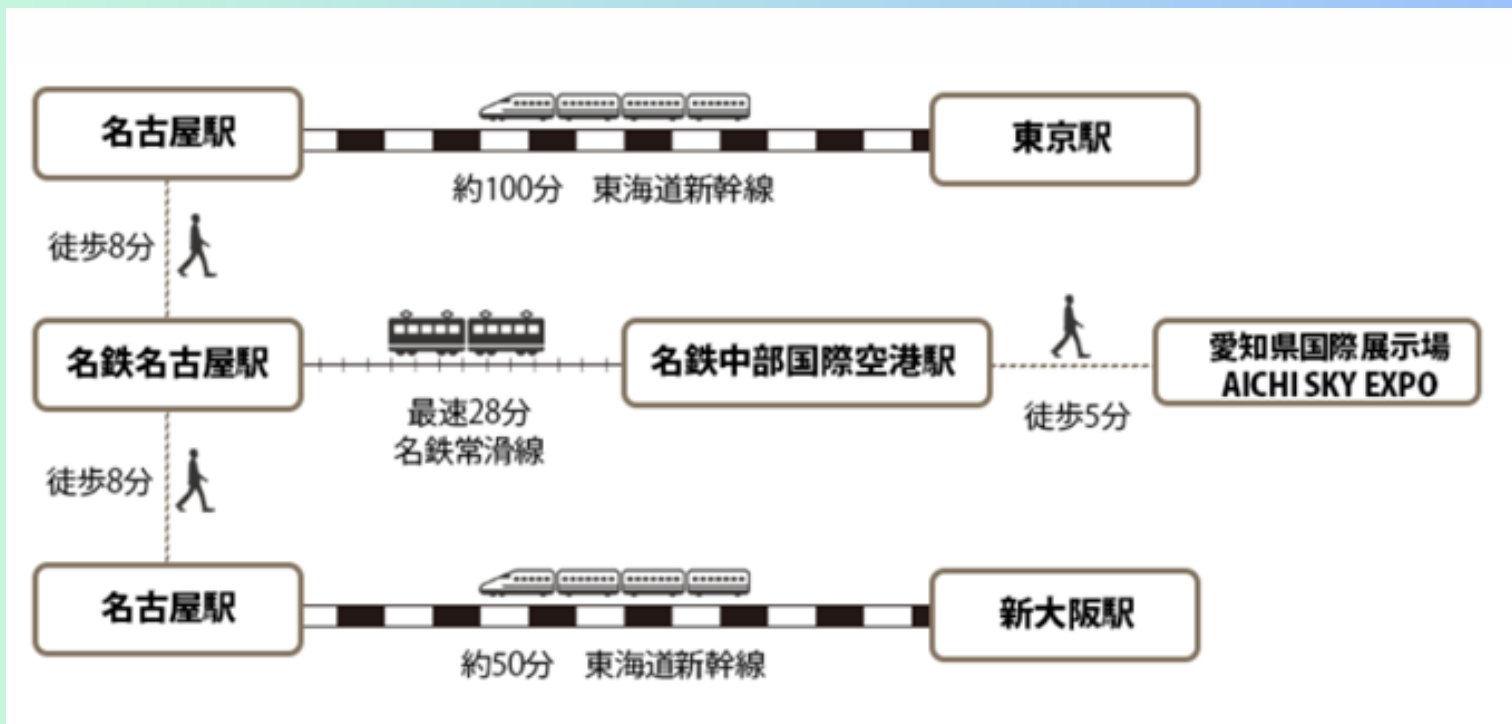 名古屋駅
東京駅
約100分 東海道新幹線
徒歩8分
名鉄名古屋駅
名鉄中部国際空港駅
愛知県国際展示場
AICHI SKY EXPO
最速28分
名鉄常滑線
徒歩5分
徒歩8分
名古屋駅
新大阪駅
約50分 東海道新幹線